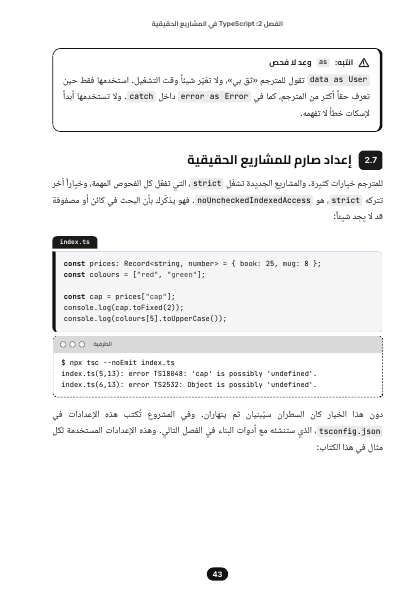 الفصل 2: TypeScript في المشاريع الحقيقية
انتبه: as وعد لا فحص
data as User تقول للمترجم «ثق بي»، ولا تغيّر شيئاً وقت التشغيل. استخدمها فقط حين
تعرف حقاً أكثر من المترجم، كما في error as Error داخل catch. ولا تستخدمها أبداً
لإسكات خطأ لا تفهمه.
2.7 إعداد صارم للمشاريع الحقيقية
للمترجم خيارات كثيرة. والمشاريع الجديدة تشغّل strict، التي تفعّل كل الفحوص المهمة، وخياراً آخر
تتركه strict، هو noUncheckedIndexedAccess. فهو يذكّرك بأن البحث في كائن أو مصفوفة
قد لا يجد شيئاً:
index.ts
const prices: Record<string, number> = { book: 25, mug: 8 };
const colours = ["red", "green"];
const cap = prices["cap"];
console.log(cap.toFixed(2));
console.log(colours[5].toUpperCase());
الطرفية
$ npx tsc --noEmit index.ts
index.ts(5,13): error TS18048: 'cap' is possibly 'undefined'.
index.ts(6,13): error TS2532: Object is possibly 'undefined'.
دون هذا الخيار كان السطران سيُبنيان ثم ينهاران. وفي المشروع تُكتب هذه الإعدادات في
tsconfig.json، الذي ستنشئه مع أدوات البناء في الفصل التالي. وهذه الإعدادات المستخدمة لكل
مثال في هذا الكتاب:
43